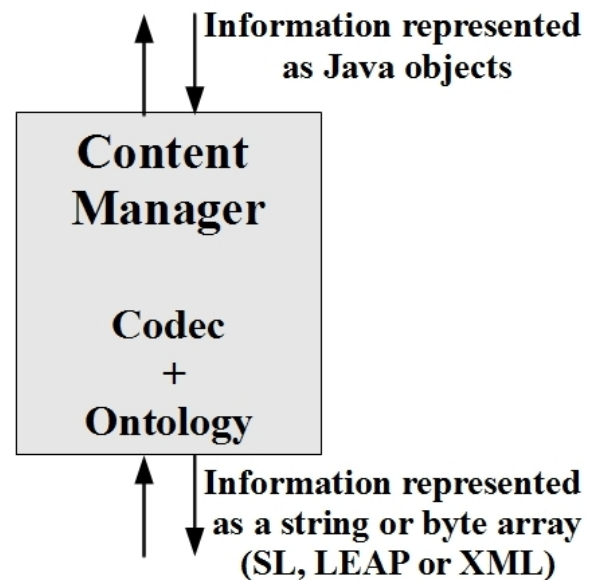 Information represented
as Java objects
Content
Manager
Codec
+
Ontology
Information represented
as a string or byte array
(SL, LEAP or XML)